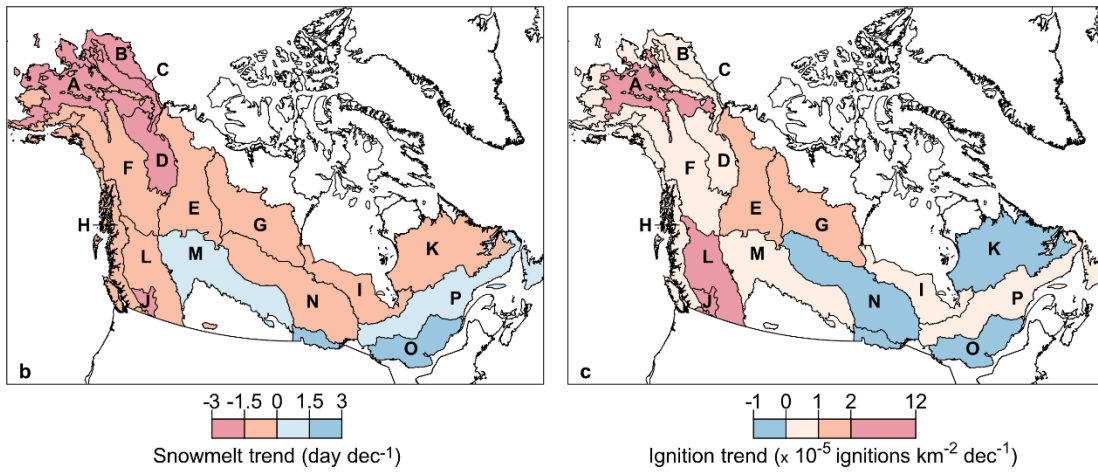 B
A
C
F
D
E
H
G
K
L
M
J
N
I
P
O
b
-3 -1.5 0 1.5 3
Snowmelt trend (day dec⁻¹)
B
A
C
F
D
E
H
G
K
L
M
J
N
I
P
O
c
-1 0 1 2 12
Ignition trend (x 10⁻⁵ ignitions km⁻² dec⁻¹)